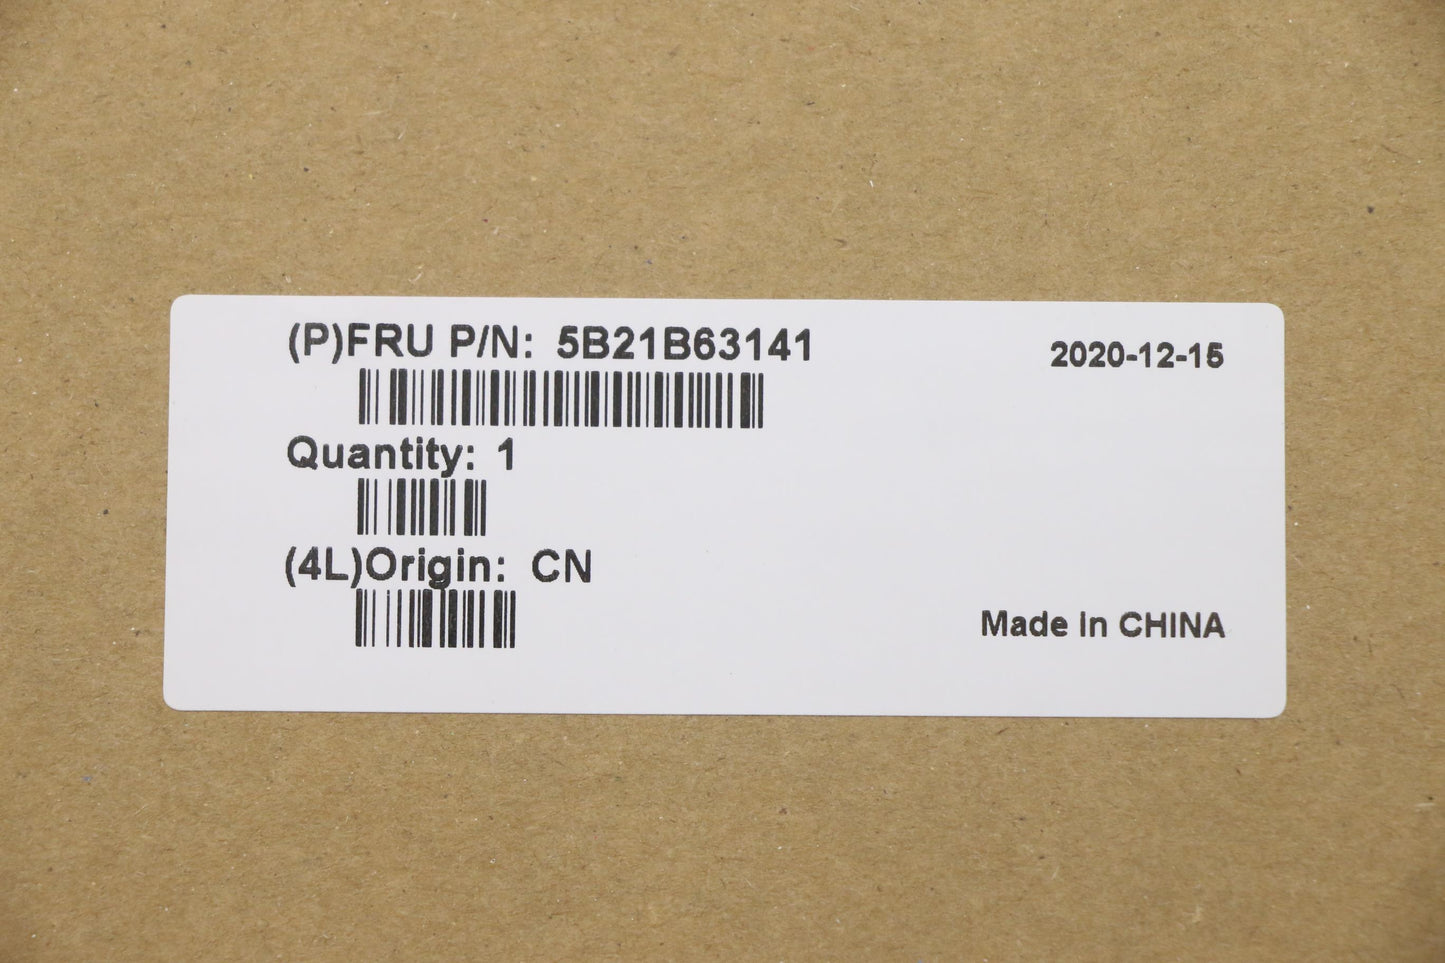 (P)FRU P/N: 5B21B63141
2020-12-15
Quantity: 1
(4L)Origin: CN
Made in CHINA